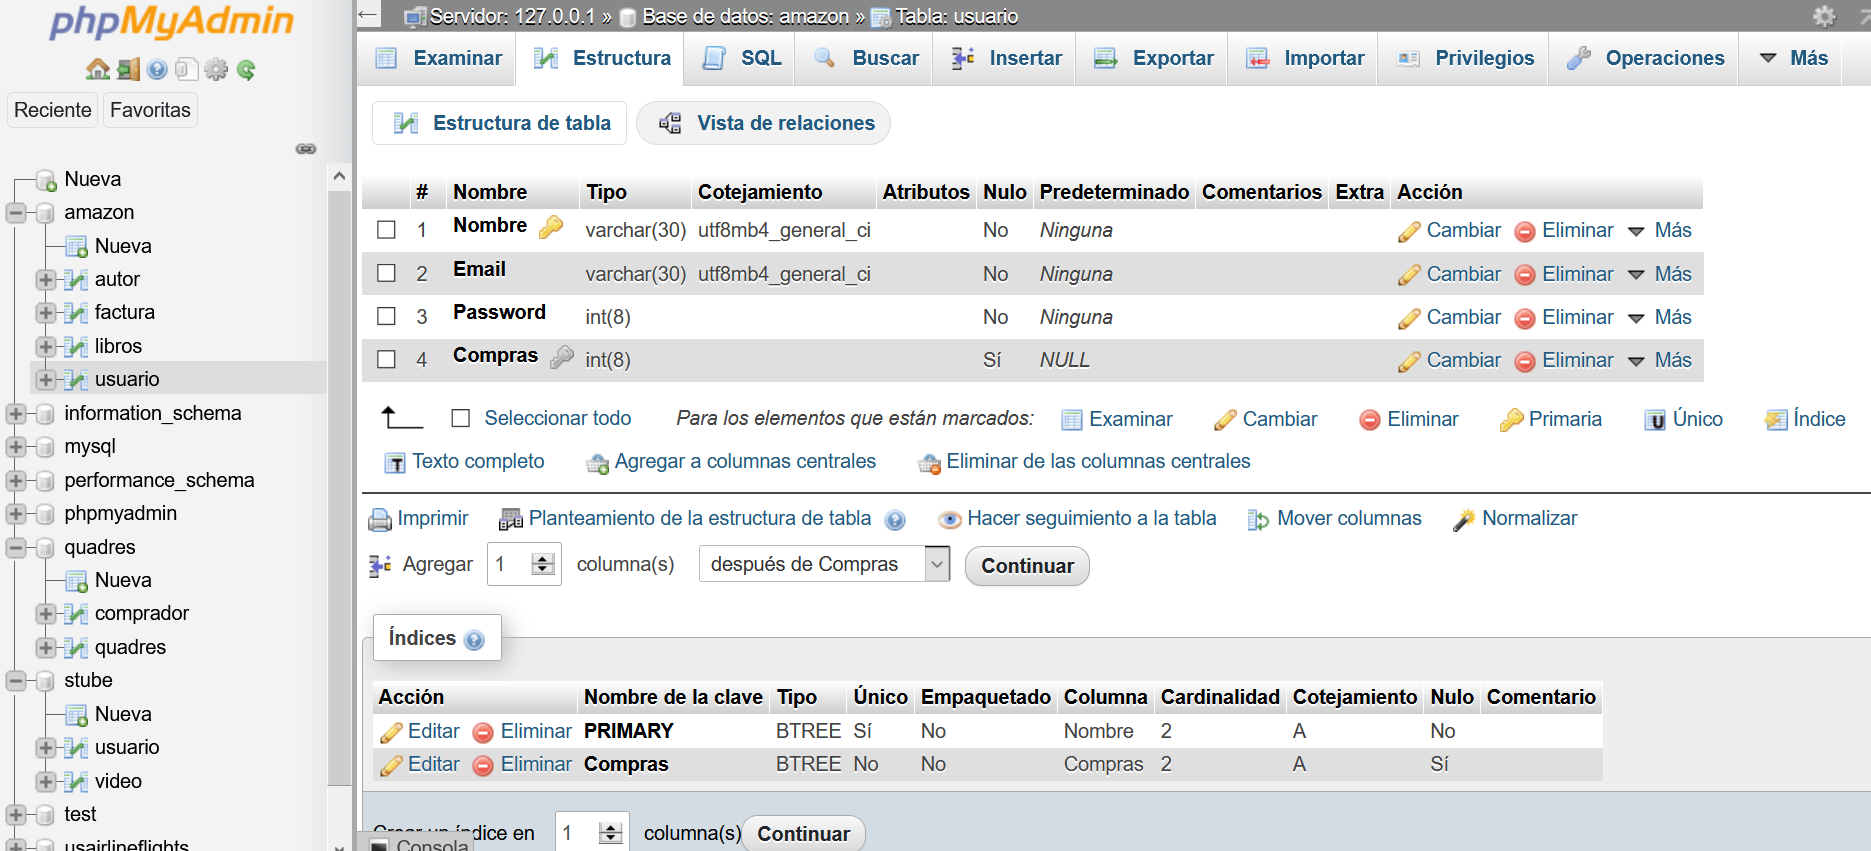 phpMyAdmin
Reciente Favoritas
Nueva
amazon
Nueva
autor
factura
libros
usuario
information_schema
mysql
performance_schema
phpmyadmin
quadres
Nueva
comprador
quadres
stube
Nueva
usuario
video
test
usairlineflights
Servidor: 127.0.0.1 » Base de datos: amazon » Tabla: usuario
Examinar Estructura SQL Buscar Insertar Exportar Importar Privilegios Operaciones Más
Estructura de tabla Vista de relaciones
# Nombre Tipo Cotejamiento Atributos Nulo Predeterminado Comentarios Extra Acción
1 Nombre varchar(30) utf8mb4_general_ci No Ninguna Cambiar Eliminar Más
2 Email varchar(30) utf8mb4_general_ci No Ninguna Cambiar Eliminar Más
3 Password int(8) No Ninguna Cambiar Eliminar Más
4 Compras int(8) Sí NULL Cambiar Eliminar Más
Seleccionar todo Para los elementos que están marcados: Examinar Cambiar Eliminar Primaria Único Índice
Texto completo Agregar a columnas centrales Eliminar de las columnas centrales
Imprimir Planteamiento de la estructura de tabla Hacer seguimiento a la tabla Mover columnas Normalizar
Agregar 1 columna(s) después de Compras Continuar
Índices
Acción Nombre de la clave Tipo Único Empaquetado Columna Cardinalidad Cotejamiento Nulo Comentario
Editar Eliminar PRIMARY BTREE Sí No Nombre 2 A No
Editar Eliminar Compras BTREE No No Compras 2 A Sí
Crear un índice en 1 columna(s) Continuar
Consola